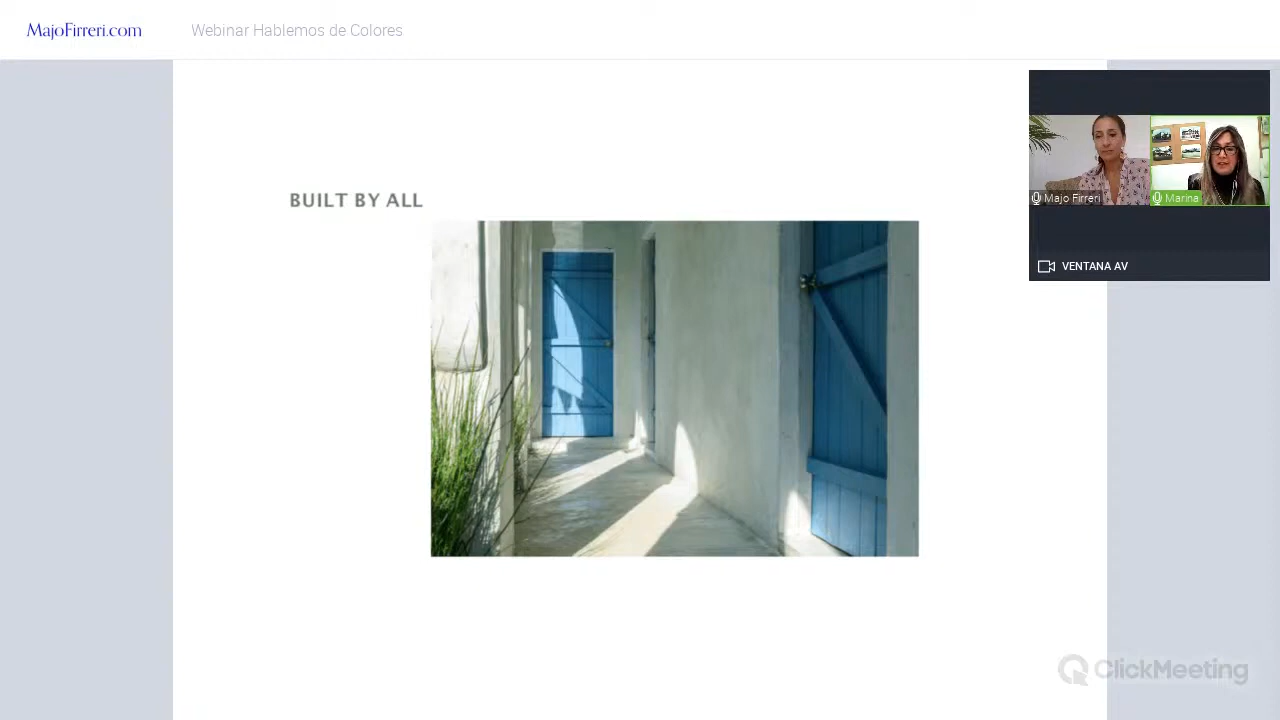 MajoFirreri.com
Webinar Hablemos de Colores
BUILT BY ALL
Majo Firreri
Marina
VENTANA AV
ClickMeeting